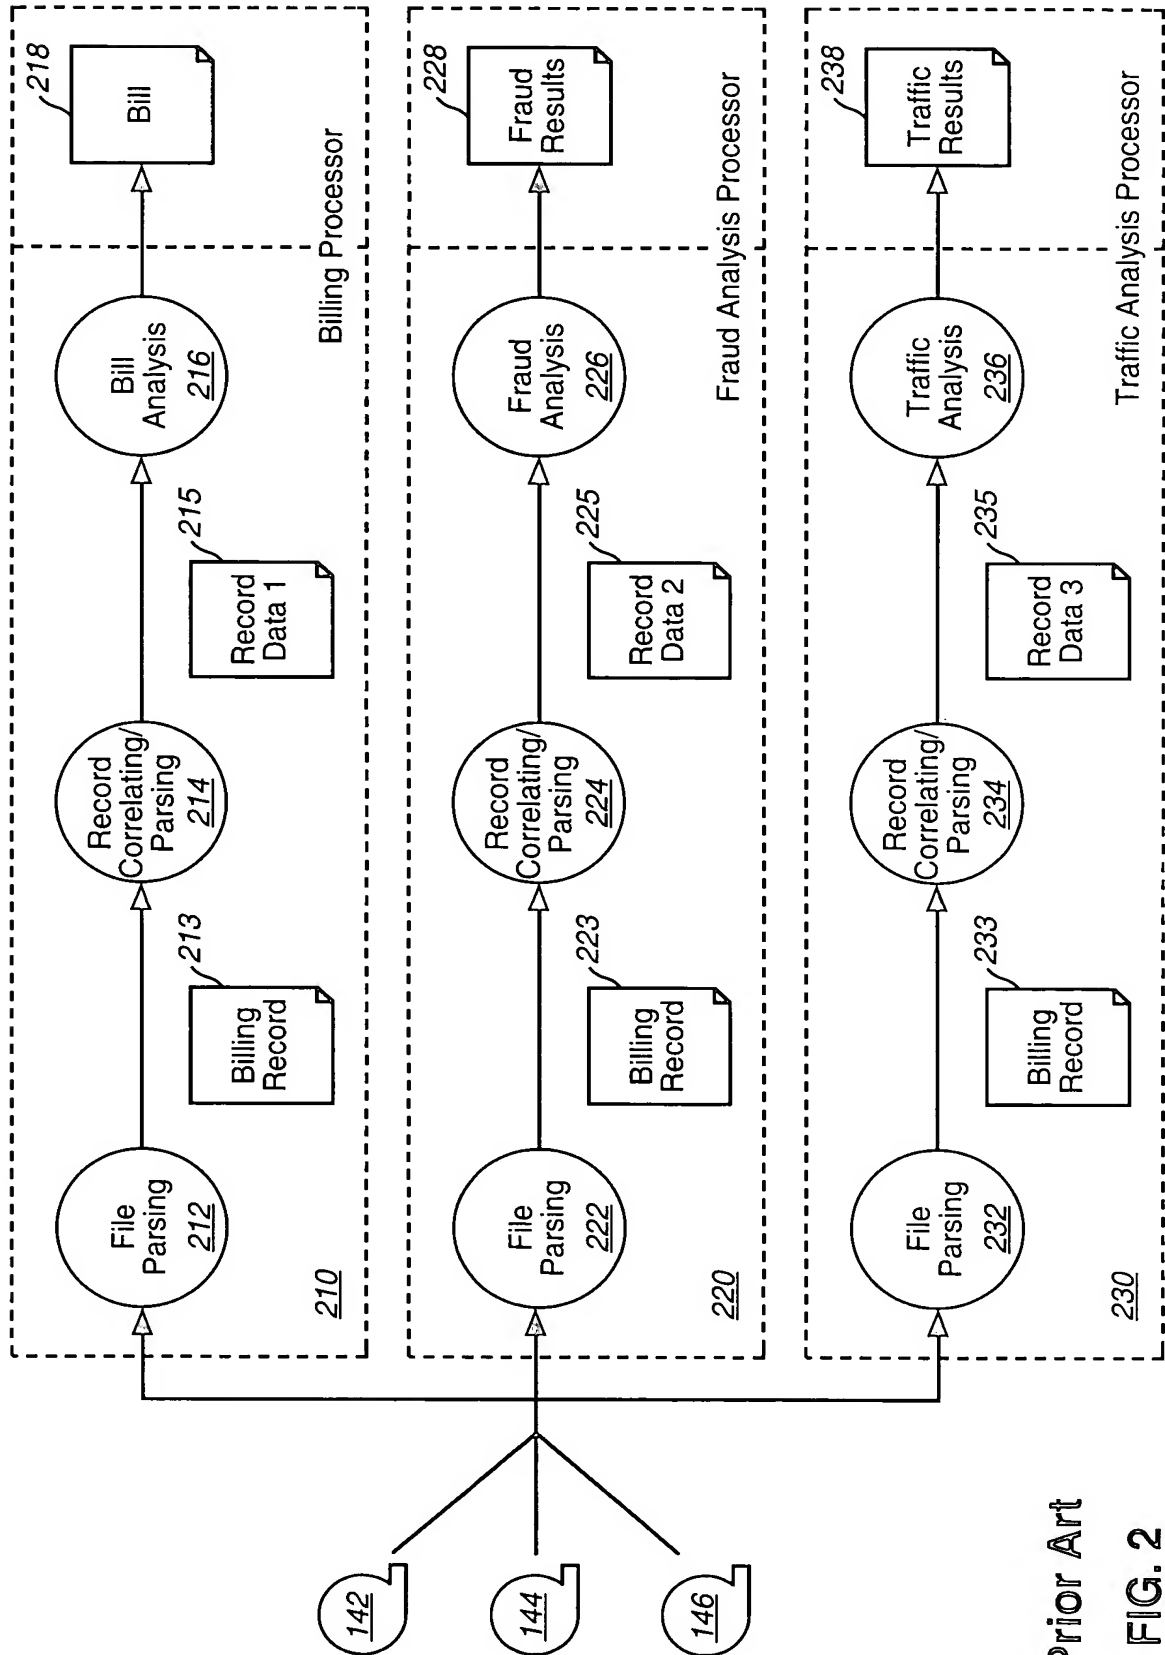 142
144
146
File
Parsing
212
213
Billing
Record
Record
Correlating/
Parsing
214
215
Record
Data 1
Bill
Analysis
216
218
Bill
210
Billing Processor
File
Parsing
222
223
Billing
Record
Record
Correlating/
Parsing
224
225
Record
Data 2
Fraud
Analysis
226
228
Fraud
Results
220
Fraud Analysis Processor
File
Parsing
232
233
Billing
Record
Record
Correlating/
Parsing
234
235
Record
Data 3
Traffic
Analysis
236
238
Traffic
Results
230
Traffic Analysis Processor
Prior Art
FIG. 2